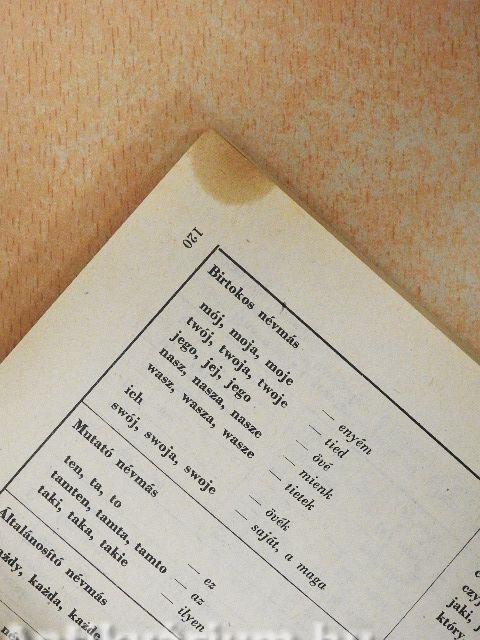 120
Birtokos névmás
mój, moja, moje — enyém
twój, twoja, twoje — tied
jego, jej, jego — övé
nasz, nasza, nasze — mienk
wasz, wasza, wasze — tietek
ich — övék
swój, swoja, swoje — saját, a maga
Mutató névmás
ten, ta, to — ez
tamten, tamta, tamto — az
taki, taka, takie — ilyen
Általánosító névmás
każda, każde
jaki,
który,